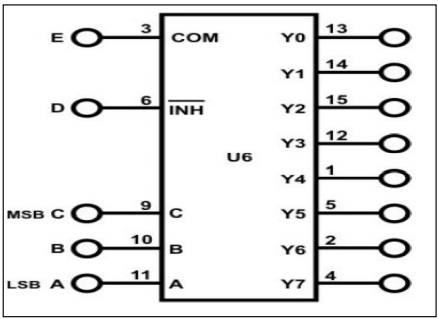 E 3 COM Y0 13
Y1 14
D 6 INH Y2 15
Y3 12
U6
Y4 1
MSB C 9 C Y5 5
B 10 B Y6 2
LSB A 11 A Y7 4